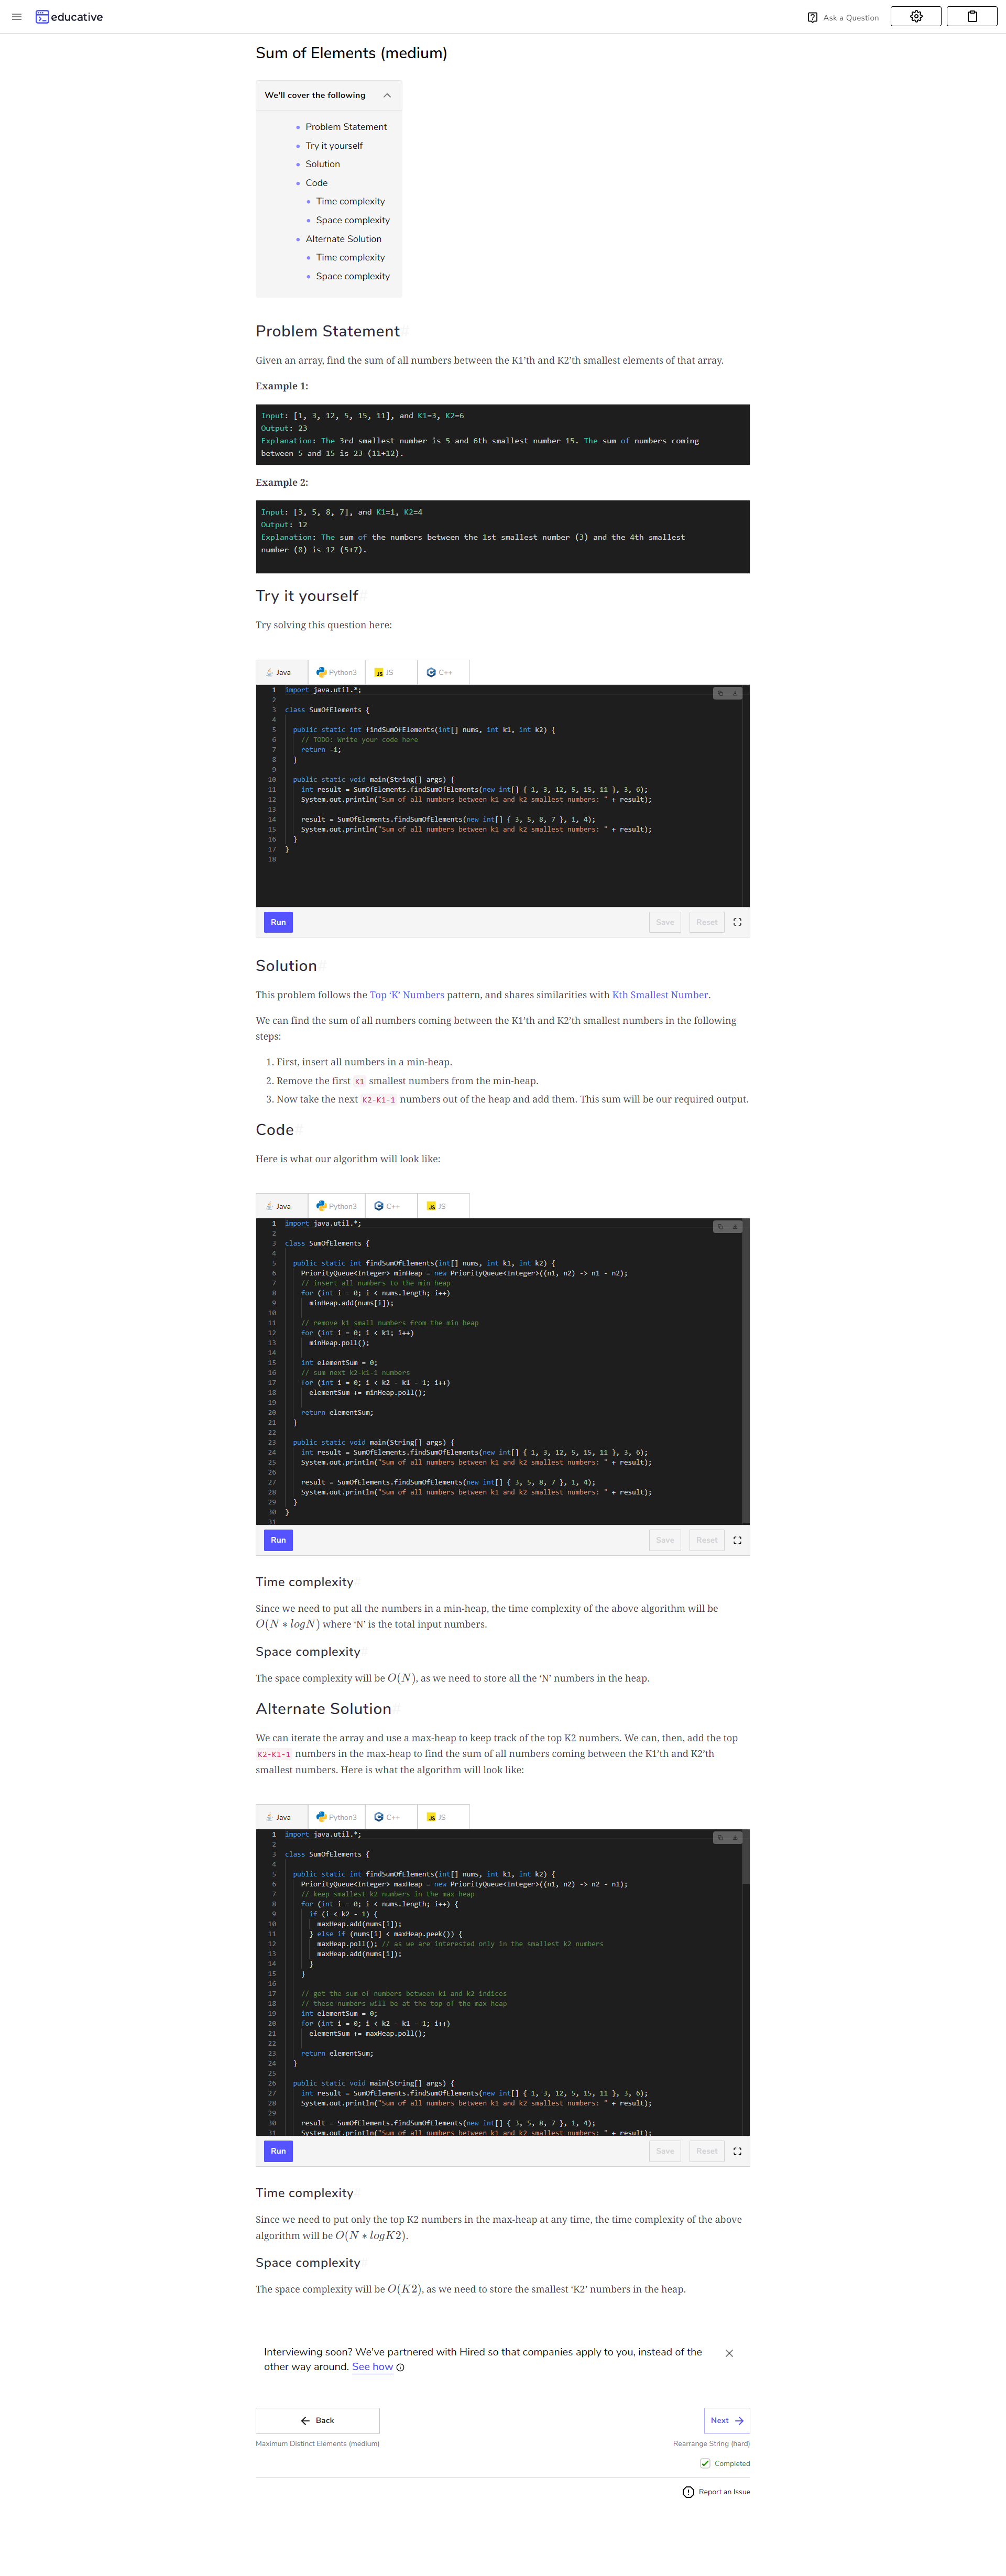 educative
Ask a Question
Sum of Elements (medium)
We'll cover the following
Problem Statement
Try it yourself
Solution
Code
Time complexity
Space complexity
Alternate Solution
Time complexity
Space complexity
Problem Statement#
Given an array, find the sum of all numbers between the K1’th and K2’th smallest elements of that array.
Example 1:
Input: [1, 3, 12, 5, 15, 11], and K1=3, K2=6
Output: 23
Explanation: The 3rd smallest number is 5 and 6th smallest number 15. The sum of numbers coming
between 5 and 15 is 23 (11+12).
Example 2:
Input: [3, 5, 8, 7], and K1=1, K2=4
Output: 12
Explanation: The sum of the numbers between the 1st smallest number (3) and the 4th smallest
number (8) is 12 (5+7).
Try it yourself#
Try solving this question here:
Java Python3 JS C++
1 import java.util.*;
2
3 class SumOfElements {
4
5 public static int findSumOfElements(int[] nums, int k1, int k2) {
6 // TODO: Write your code here
7 return -1;
8 }
9
10 public static void main(String[] args) {
11 int result = SumOfElements.findSumOfElements(new int[] { 1, 3, 12, 5, 15, 11 }, 3, 6);
12 System.out.println("Sum of all numbers between k1 and k2 smallest numbers: " + result);
13
14 result = SumOfElements.findSumOfElements(new int[] { 3, 5, 8, 7 }, 1, 4);
15 System.out.println("Sum of all numbers between k1 and k2 smallest numbers: " + result);
16 }
17 }
18
Run Save Reset
Solution#
This problem follows the Top ‘K’ Numbers pattern, and shares similarities with Kth Smallest Number.
We can find the sum of all numbers coming between the K1’th and K2’th smallest numbers in the following
steps:
1. First, insert all numbers in a min-heap.
2. Remove the first K1 smallest numbers from the min-heap.
3. Now take the next K2-K1-1 numbers out of the heap and add them. This sum will be our required output.
Code#
Here is what our algorithm will look like:
Java Python3 C++ JS
1 import java.util.*;
2
3 class SumOfElements {
4
5 public static int findSumOfElements(int[] nums, int k1, int k2) {
6 PriorityQueue<Integer> minHeap = new PriorityQueue<Integer>((n1, n2) -> n1 - n2);
7 // insert all numbers to the min heap
8 for (int i = 0; i < nums.length; i++)
9 minHeap.add(nums[i]);
10
11 // remove k1 small numbers from the min heap
12 for (int i = 0; i < k1; i++)
13 minHeap.poll();
14
15 int elementSum = 0;
16 // sum next k2-k1-1 numbers
17 for (int i = 0; i < k2 - k1 - 1; i++)
18 elementSum += minHeap.poll();
19
20 return elementSum;
21 }
22
23 public static void main(String[] args) {
24 int result = SumOfElements.findSumOfElements(new int[] { 1, 3, 12, 5, 15, 11 }, 3, 6);
25 System.out.println("Sum of all numbers between k1 and k2 smallest numbers: " + result);
26
27 result = SumOfElements.findSumOfElements(new int[] { 3, 5, 8, 7 }, 1, 4);
28 System.out.println("Sum of all numbers between k1 and k2 smallest numbers: " + result);
29 }
30 }
31
Run Save Reset
Time complexity
Since we need to put all the numbers in a min-heap, the time complexity of the above algorithm will be
O(N ∗ logN) where ‘N’ is the total input numbers.
Space complexity
The space complexity will be O(N), as we need to store all the ‘N’ numbers in the heap.
Alternate Solution#
We can iterate the array and use a max-heap to keep track of the top K2 numbers. We can, then, add the top
K2-K1-1 numbers in the max-heap to find the sum of all numbers coming between the K1’th and K2’th
smallest numbers. Here is what the algorithm will look like:
Java Python3 C++ JS
1 import java.util.*;
2
3 class SumOfElements {
4
5 public static int findSumOfElements(int[] nums, int k1, int k2) {
6 PriorityQueue<Integer> maxHeap = new PriorityQueue<Integer>((n1, n2) -> n2 - n1);
7 // keep smallest k2 numbers in the max heap
8 for (int i = 0; i < nums.length; i++) {
9 if (i < k2 - 1) {
10 maxHeap.add(nums[i]);
11 } else if (nums[i] < maxHeap.peek()) {
12 maxHeap.poll(); // as we are interested only in the smallest k2 numbers
13 maxHeap.add(nums[i]);
14 }
15 }
16
17 // get the sum of numbers between k1 and k2 indices
18 // these numbers will be at the top of the max heap
19 int elementSum = 0;
20 for (int i = 0; i < k2 - k1 - 1; i++)
21 elementSum += maxHeap.poll();
22
23 return elementSum;
24 }
25
26 public static void main(String[] args) {
27 int result = SumOfElements.findSumOfElements(new int[] { 1, 3, 12, 5, 15, 11 }, 3, 6);
28 System.out.println("Sum of all numbers between k1 and k2 smallest numbers: " + result);
29
30 result = SumOfElements.findSumOfElements(new int[] { 3, 5, 8, 7 }, 1, 4);
31 System.out.println("Sum of all numbers between k1 and k2 smallest numbers: " + result);
Run Save Reset
Time complexity
Since we need to put only the top K2 numbers in the max-heap at any time, the time complexity of the above
algorithm will be O(N ∗ logK2).
Space complexity
The space complexity will be O(K2), as we need to store the smallest ‘K2’ numbers in the heap.
Interviewing soon? We've partnered with Hired so that companies apply to you, instead of the
other way around. See how
Back Next
Maximum Distinct Elements (medium) Rearrange String (hard)
Completed
Report an Issue